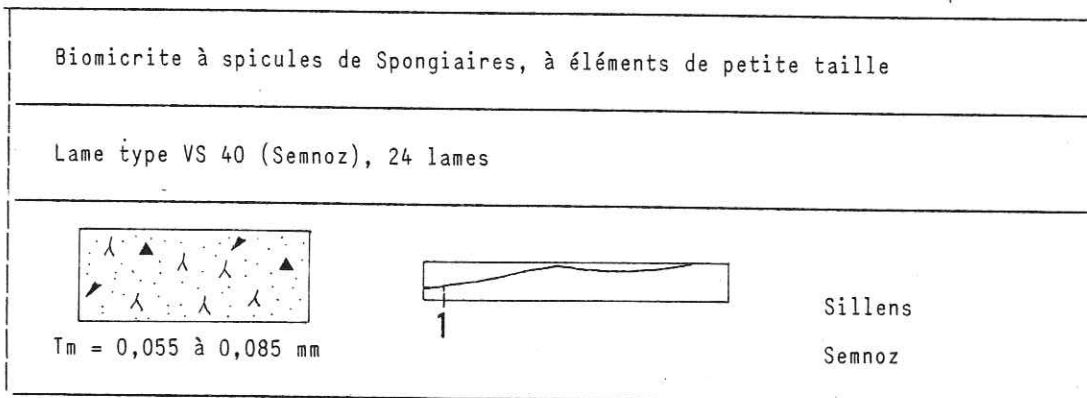 Biomicrite à spicules de Spongiaires, à éléments de petite taille
Lame type VS 40 (Semnoz), 24 lames
1
Sillens
Tm = 0,055 à 0,085 mm
Semnoz